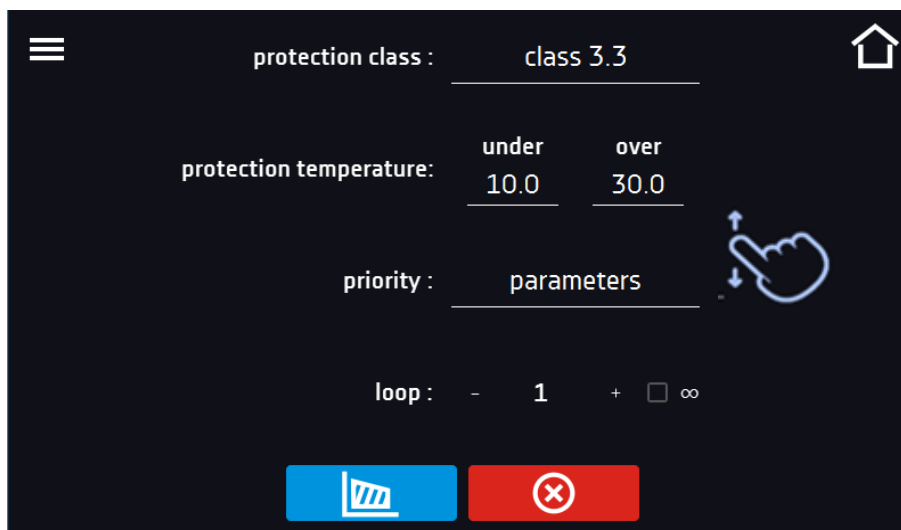 protection class : class 3.3
under over
protection temperature: 10.0 30.0
priority : parameters
loop : - 1 + ∞